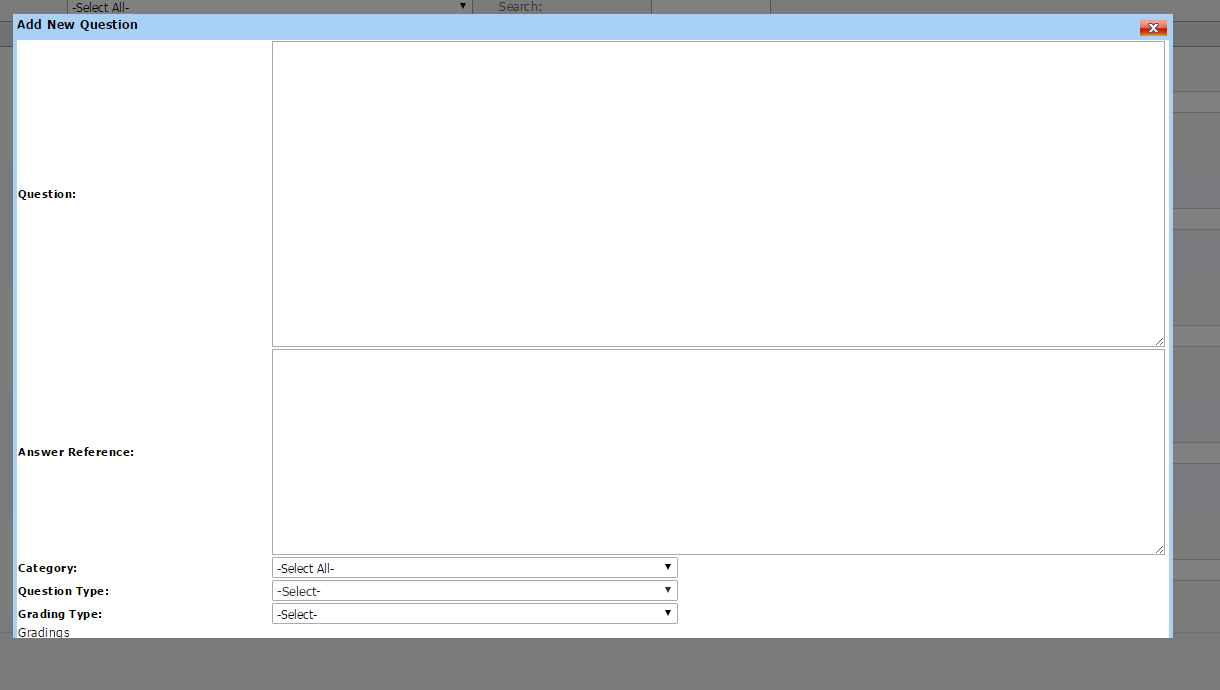 -Select All-
Search:
Add New Question
Question:
Answer Reference:
Category: -Select All-
Question Type: -Select-
Grading Type: -Select-
Gradings